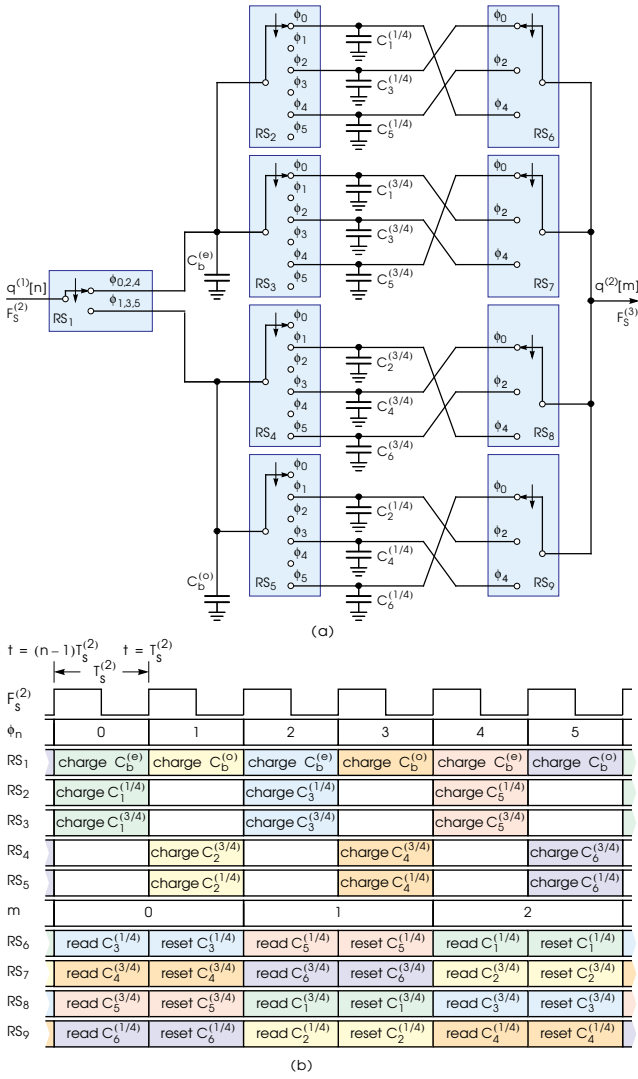 ϕ0
ϕ1
ϕ2
ϕ3
ϕ4
ϕ5
RS2
C1^(1/4)
C3^(1/4)
C5^(1/4)
ϕ0
ϕ2
ϕ4
RS6
ϕ0
ϕ1
ϕ2
ϕ3
ϕ4
ϕ5
RS3
C1^(3/4)
C3^(3/4)
C5^(3/4)
ϕ0
ϕ2
ϕ4
RS7
Cb^(e)
q^(1)[n]
Fs^(2)
ϕ0,2,4
ϕ1,3,5
RS1
q^(2)[m]
Fs^(3)
ϕ0
ϕ1
ϕ2
ϕ3
ϕ4
ϕ5
RS4
C2^(3/4)
C4^(3/4)
C6^(3/4)
ϕ0
ϕ2
ϕ4
RS8
ϕ0
ϕ1
ϕ2
ϕ3
ϕ4
ϕ5
RS5
Cb^(o)
C2^(1/4)
C4^(1/4)
C6^(1/4)
ϕ0
ϕ2
ϕ4
RS9
(a)
t = (n–1)Ts^(2) t = Ts^(2)
Ts^(2)
Fs^(2)
ϕn 0 1 2 3 4 5
RS1 charge Cb^(e) charge Cb^(o) charge Cb^(e) charge Cb^(o) charge Cb^(e) charge Cb^(o)
RS2 charge C1^(1/4) charge C3^(1/4) charge C5^(1/4)
RS3 charge C1^(3/4) charge C3^(3/4) charge C5^(3/4)
RS4 charge C2^(3/4) charge C4^(3/4) charge C6^(3/4)
RS5 charge C2^(1/4) charge C4^(1/4) charge C6^(1/4)
m 0 1 2
RS6 read C3^(1/4) reset C3^(1/4) read C5^(1/4) reset C5^(1/4) read C1^(1/4) reset C1^(1/4)
RS7 read C4^(3/4) reset C4^(3/4) read C6^(3/4) reset C6^(3/4) read C2^(3/4) reset C2^(3/4)
RS8 read C5^(3/4) reset C5^(3/4) read C1^(3/4) reset C1^(3/4) read C3^(3/4) reset C3^(3/4)
RS9 read C6^(1/4) reset C6^(1/4) read C2^(1/4) reset C2^(1/4) read C4^(1/4) reset C4^(1/4)
(b)